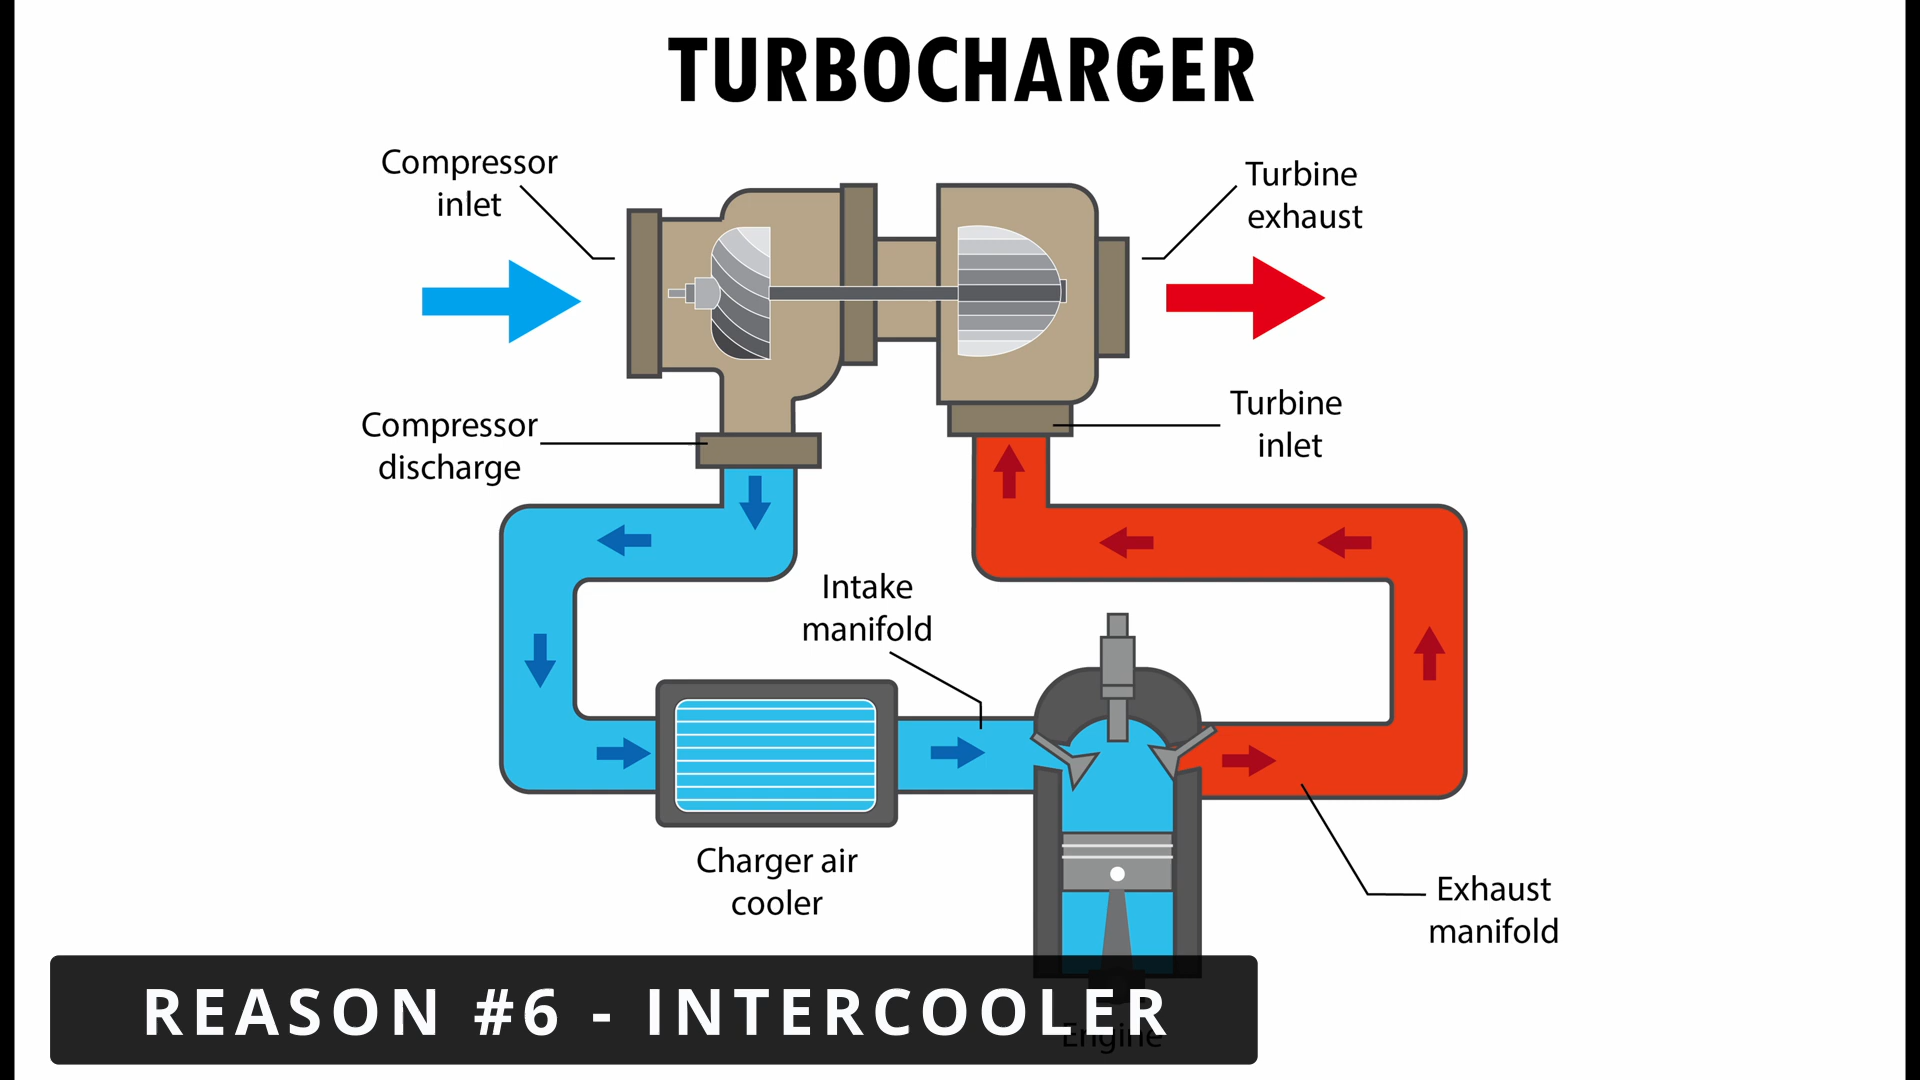 TURBOCHARGER
Compressor
inlet
Turbine
exhaust
Compressor
discharge
Turbine
inlet
Intake
manifold
Charger air
cooler
Exhaust
manifold
REASON #6 - INTERCOOLER
Engine